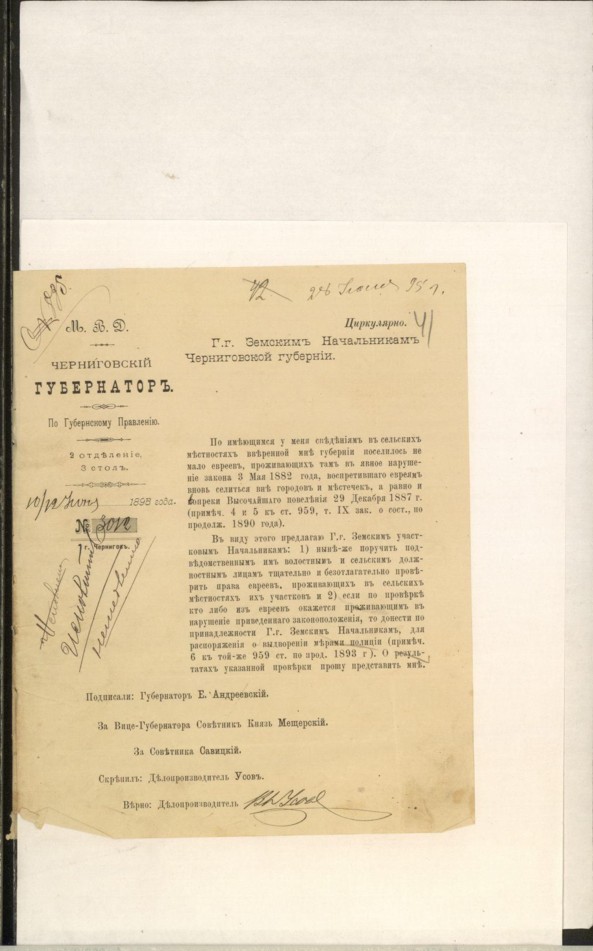 М. В. Д.
ЧЕРНИГОВСКІЙ
ГУБЕРНАТОРЪ.
По Губернскому Правленію.
2 отдѣленіе,
3 столъ.
1895 года.
№ 3012
г. Черниговъ.
42
95 г.
41
Циркулярно.
Г.г. Земскимъ Начальникамъ
Черниговской губерніи.
По имѣющимся у меня свѣдѣніямъ въ сельскихъ
мѣстностяхъ ввѣренной мнѣ губерніи поселилось не
мало евреевъ, проживающихъ тамъ въ явное наруше-
ніе закона 3 Мая 1882 года, воспретившаго евреямъ
вновь селиться внѣ городовъ и мѣстечекъ, а равно и
вопреки Высочайшаго повелѣнія 29 Декабря 1887 г.
(примѣч. 4 и 5 къ ст. 959, т. IX зак. о сост., по
продолж. 1890 года).
Въ виду этого предлагаю Г.г. Земскимъ участ-
ковымъ Начальникамъ: 1) нынѣ-же поручить под-
вѣдомственнымъ имъ волостнымъ и сельскимъ долж-
ностнымъ лицамъ тщательно и безотлагательно провѣ-
рить права евреевъ, проживающихъ въ сельскихъ
мѣстностяхъ ихъ участковъ и 2) если по провѣркѣ
кто либо изъ евреевъ окажется проживающимъ въ
нарушеніе приведеннаго законоположенія, то донести по
принадлежности Г.г. Земскимъ Начальникамъ, для
распоряженія о выдвореніи мѣрами полиціи (примѣч.
6 къ той-же 959 ст. по прод. 1893 г). О резуль-
татахъ указанной провѣрки прошу представить мнѣ.
Подписали: Губернаторъ Е. Андреевскій.
За Вице-Губернатора Совѣтникъ Князь Мещерскій.
За Совѣтника Савицкій.
Скрѣпилъ: Дѣлопроизводитель Усовъ.
Вѣрно: Дѣлопроизводитель